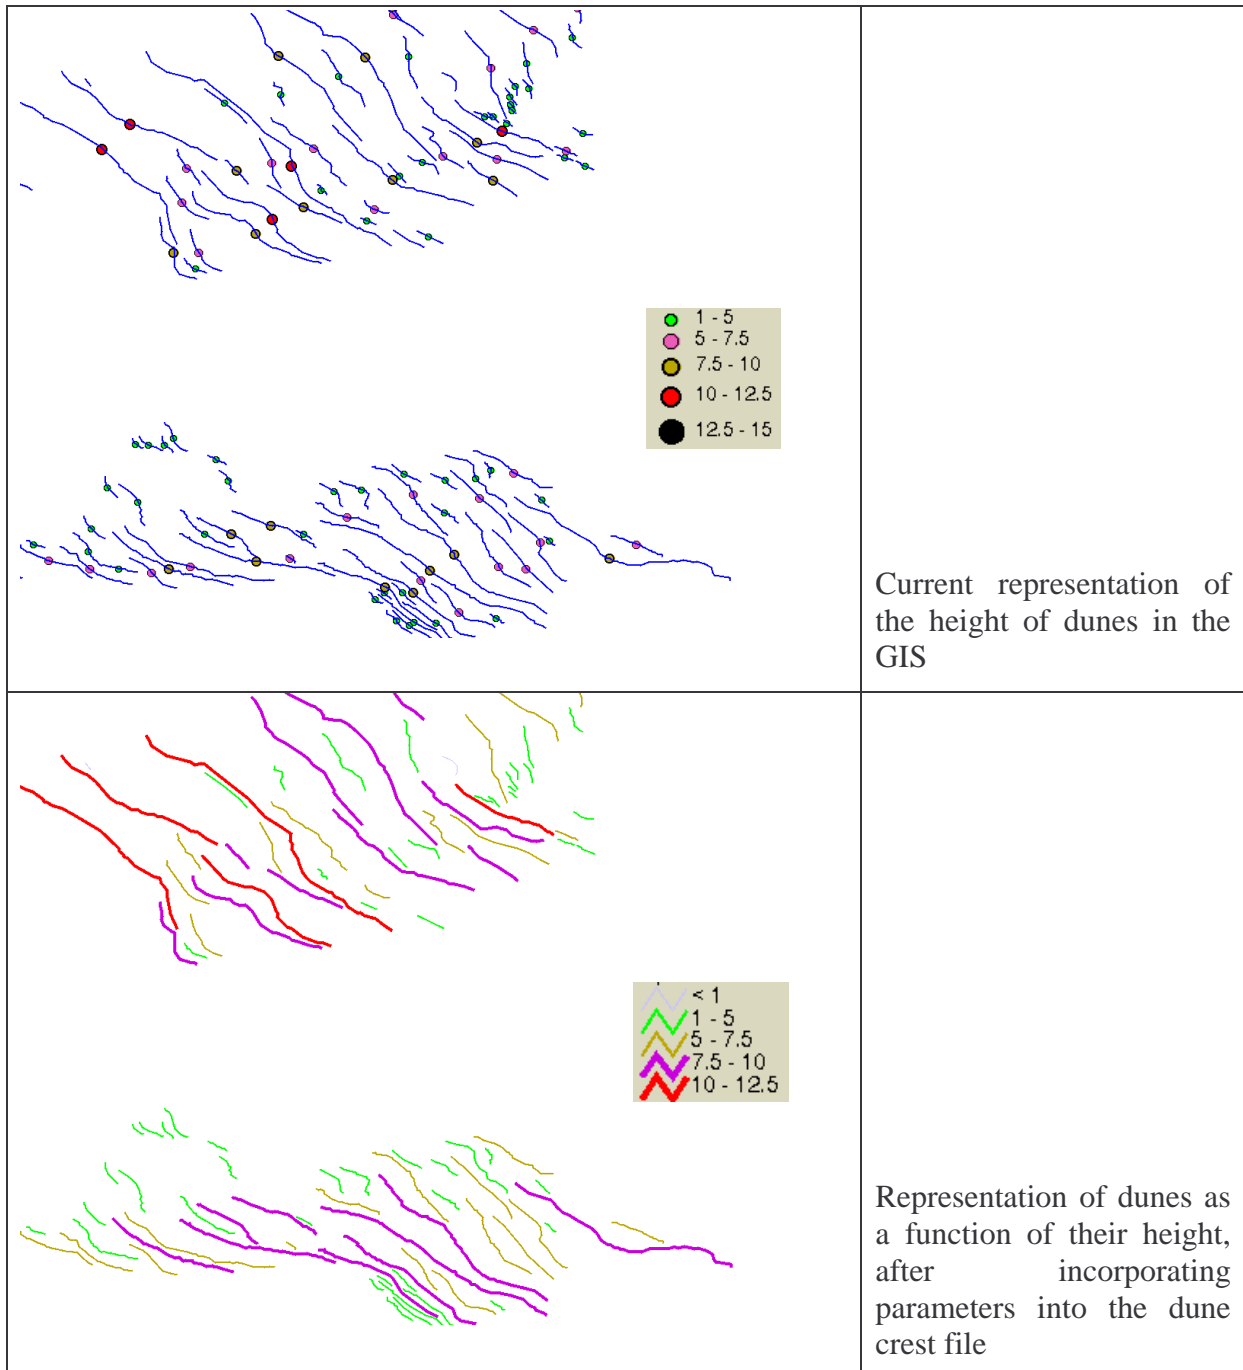 1 - 5
5 - 7.5
7.5 - 10
10 - 12.5
12.5 - 15
Current representation of
the height of dunes in the
GIS
< 1
1 - 5
5 - 7.5
7.5 - 10
10 - 12.5
Representation of dunes as
a function of their height,
after incorporating
parameters into the dune
crest file